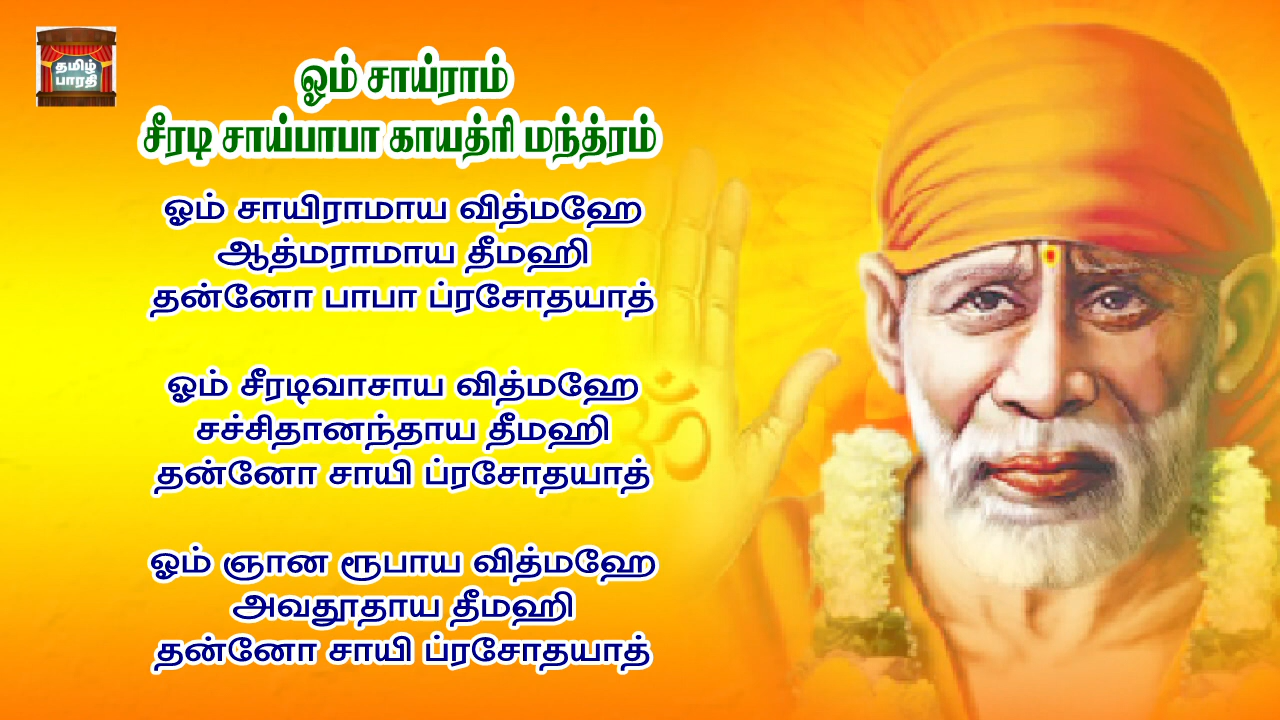 தமிழ்
பாரதி
ஓம் சாய்ராம்
சீரடி சாய்பாபா காயத்ரி மந்த்ரம்
ஓம் சாயிராமாய வித்மஹே
ஆத்மராமாய தீமஹி
தன்னோ பாபா ப்ரசோதயாத்
ஓம் சீரடிவாசாய வித்மஹே
சச்சிதானந்தாய தீமஹி
தன்னோ சாயி ப்ரசோதயாத்
ஓம் ஞான ரூபாய வித்மஹே
அவதூதாய தீமஹி
தன்னோ சாயி ப்ரசோதயாத்
ॐ